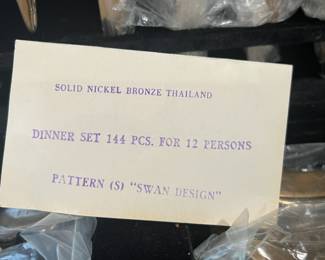 SOLID NICKEL BRONZE THAILAND
DINNER SET 144 PCS. FOR 12 PERSONS
PATTERN (S) "SWAN DESIGN"